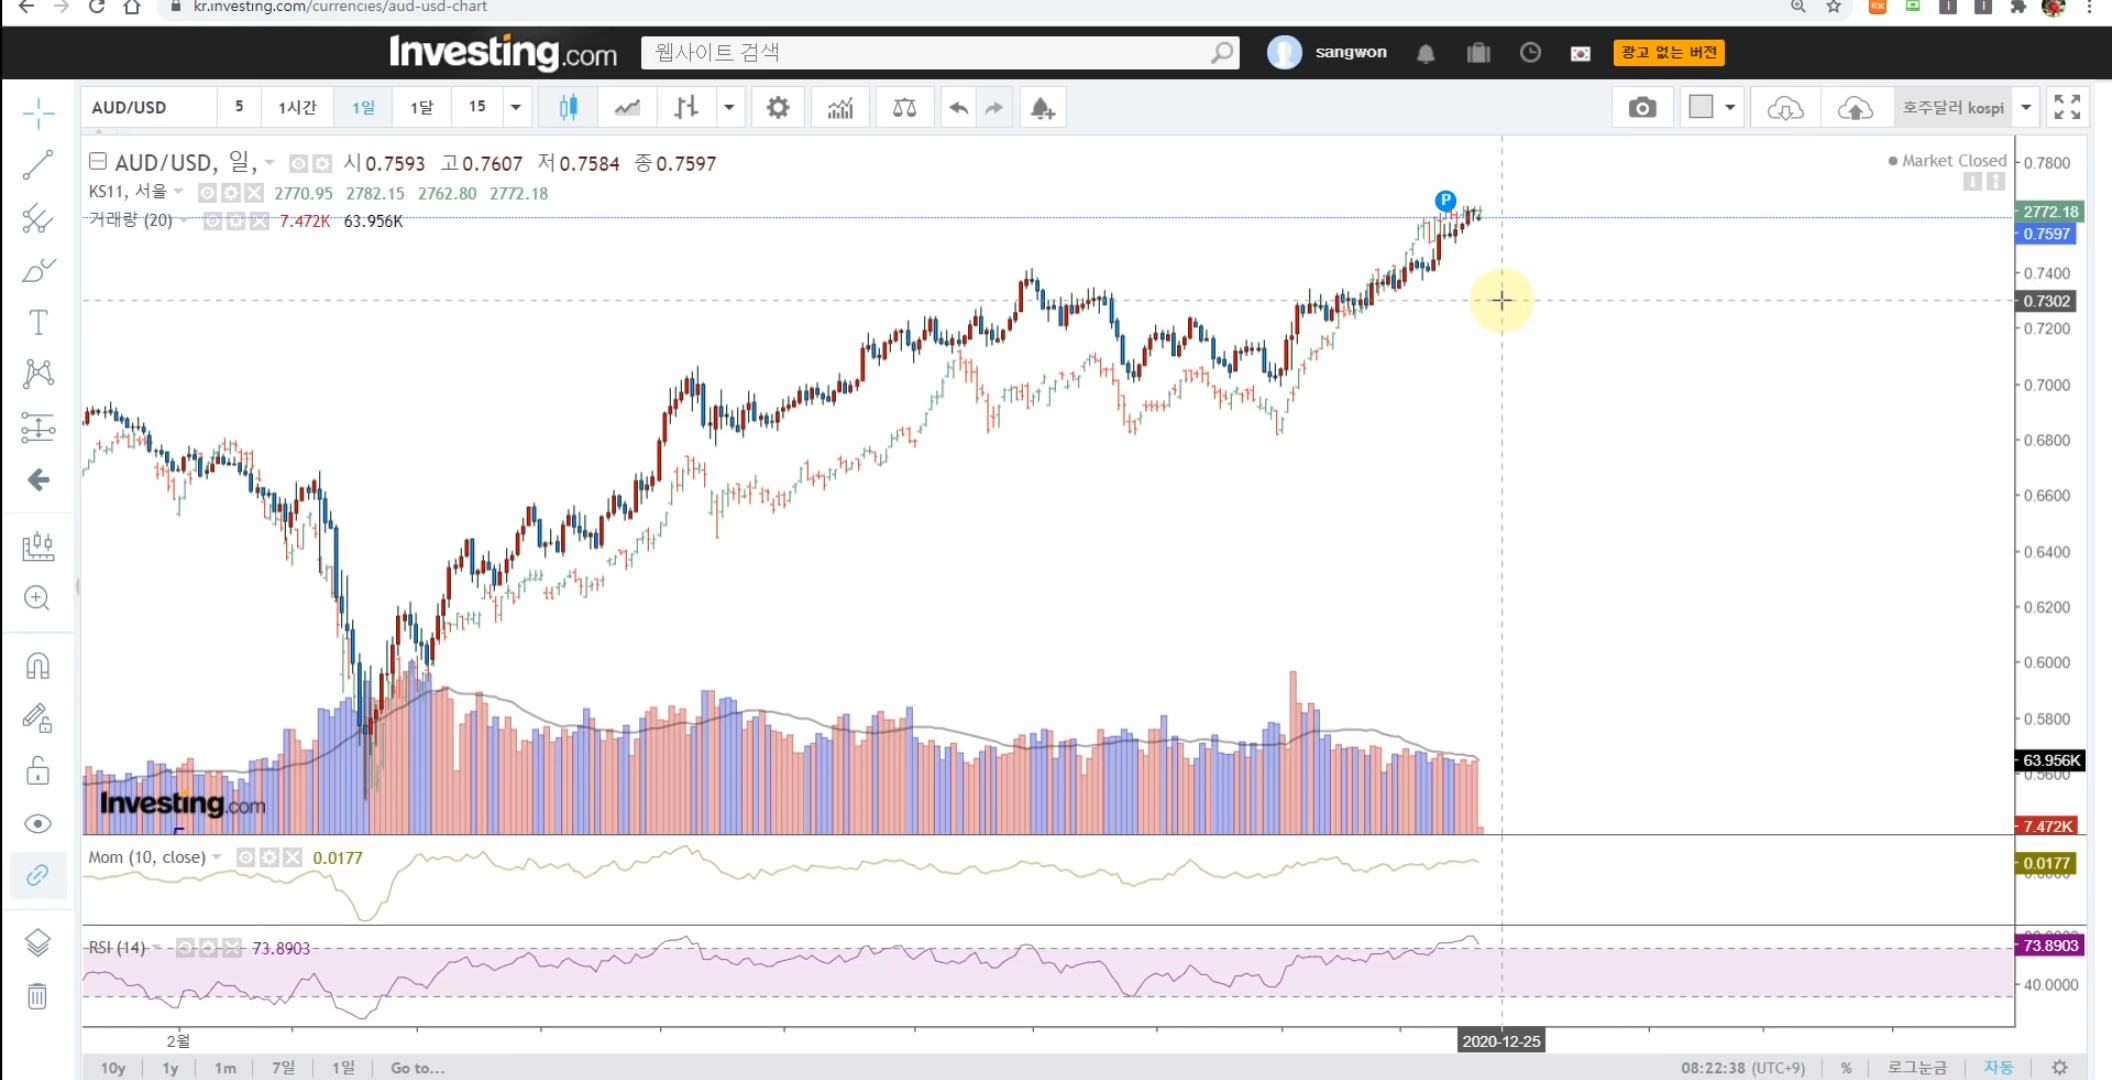 kr.investing.com/currencies/aud-usd-chart
Investing.com
웹사이트 검색
sangwon
광고 없는 버전
AUD/USD 5 1시간 1일 1달 15
호주달러 kospi
AUD/USD, 일, 시0.7593 고0.7607 저0.7584 종0.7597
Market Closed
KS11, 서울 2770.95 2782.15 2762.80 2772.18
거래량 (20) 7.472K 63.956K
P
0.7800
2772.18
0.7597
0.7400
0.7302
0.7200
0.7000
0.6800
0.6600
0.6400
0.6200
0.6000
0.5800
63.956K
0.5600
7.472K
Investing.com
Mom (10, close) 0.0177
0.0177
RSI (14) 73.8903
73.8903
40.0000
2월
2020-12-25
10y 1y 1m 7일 1일 Go to...
08:22:38 (UTC+9) % 로그눈금 자동